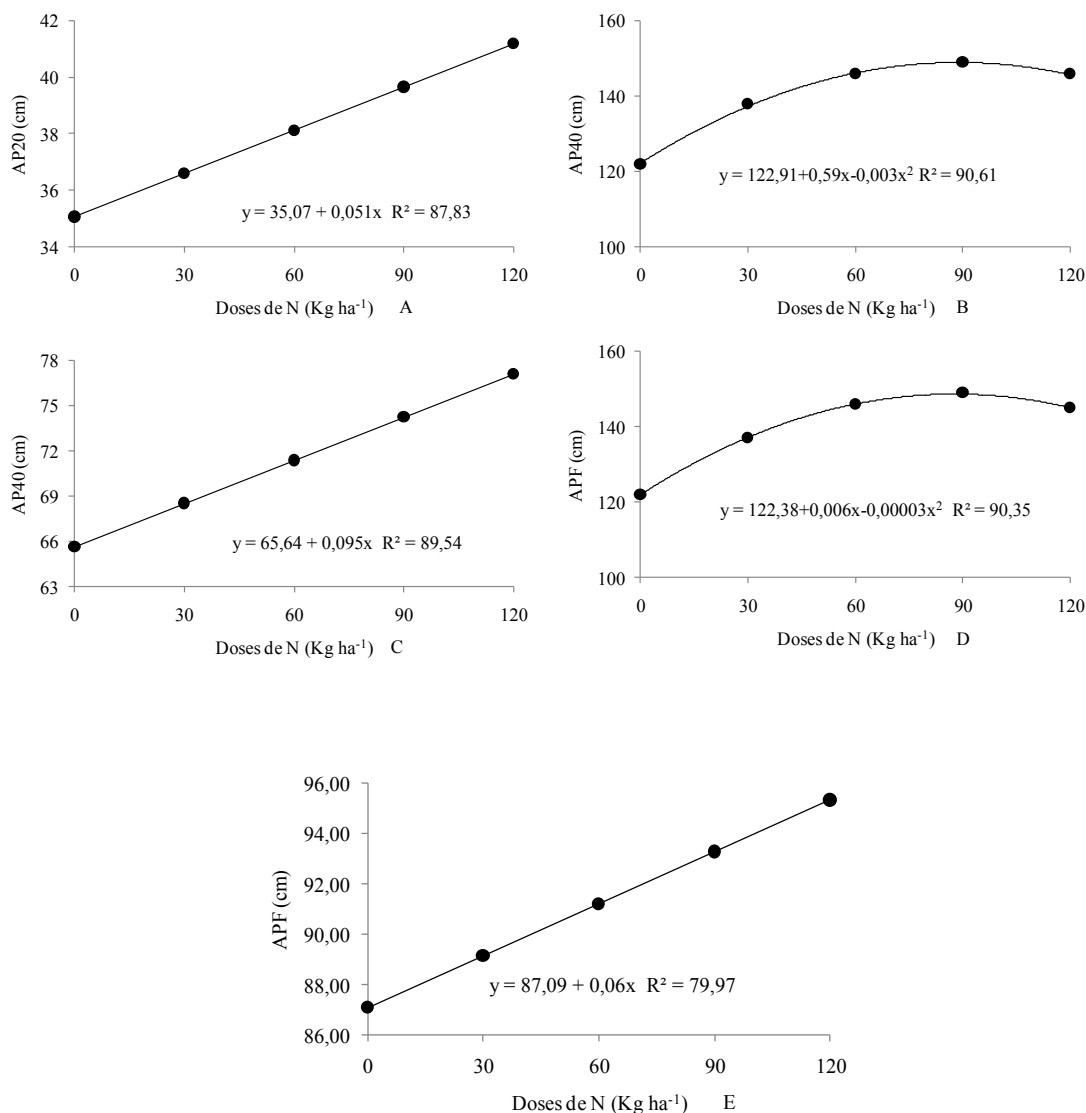 42
40
38
36
34
AP20 (cm)
y = 35,07 + 0,051x R² = 87,83
0 30 60 90 120
Doses de N (Kg ha⁻¹) A
160
140
120
100
AP40 (cm)
y = 122,91+0,59x-0,003x² R² = 90,61
0 30 60 90 120
Doses de N (Kg ha⁻¹) B
78
75
72
69
66
63
AP40 (cm)
y = 65,64 + 0,095x R² = 89,54
0 30 60 90 120
Doses de N (Kg ha⁻¹) C
160
140
120
100
APF (cm)
y = 122,38+0,006x-0,00003x² R² = 90,35
0 30 60 90 120
Doses de N (Kg ha⁻¹) D
96,00
94,00
92,00
90,00
88,00
86,00
APF (cm)
y = 87,09 + 0,06x R² = 79,97
0 30 60 90 120
Doses de N (Kg ha⁻¹) E